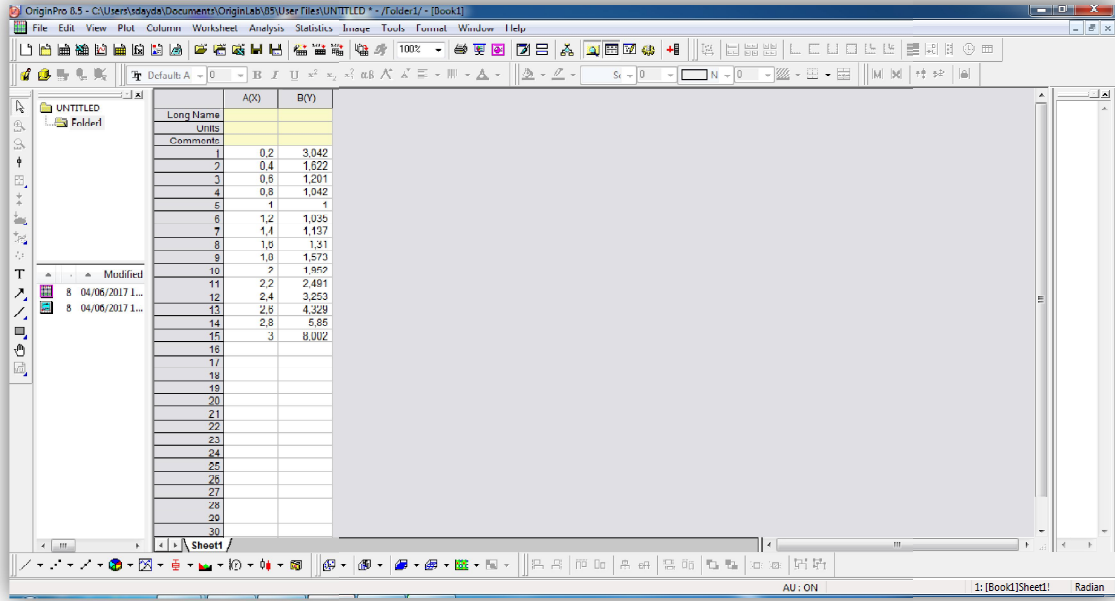 OriginPro 8.5 - C:\Users\sdayda\Documents\OriginLab\85\User Files\UNTITLED * - /Folder1/ - [Book1]
File Edit View Plot Column Worksheet Analysis Statistics Image Tools Format Window Help
100%
Default: A 0 B I U αβ A 0 N 0
UNTITLED
Folder1
Modified
8 04/06/2017 1...
8 04/06/2017 1...
A(X) B(Y)
Long Name
Units
Comments
1 0,2 3,042
2 0,4 1,622
3 0,6 1,201
4 0,8 1,042
5 1 1
6 1,2 1,035
7 1,4 1,137
8 1,6 1,31
9 1,8 1,573
10 2 1,952
11 2,2 2,491
12 2,4 3,253
13 2,6 4,329
14 2,8 5,85
15 3 8,002
16
17
18
19
20
21
22
23
24
25
26
27
28
29
30
Sheet1
AU : ON 1: [Book1]Sheet1! Radian